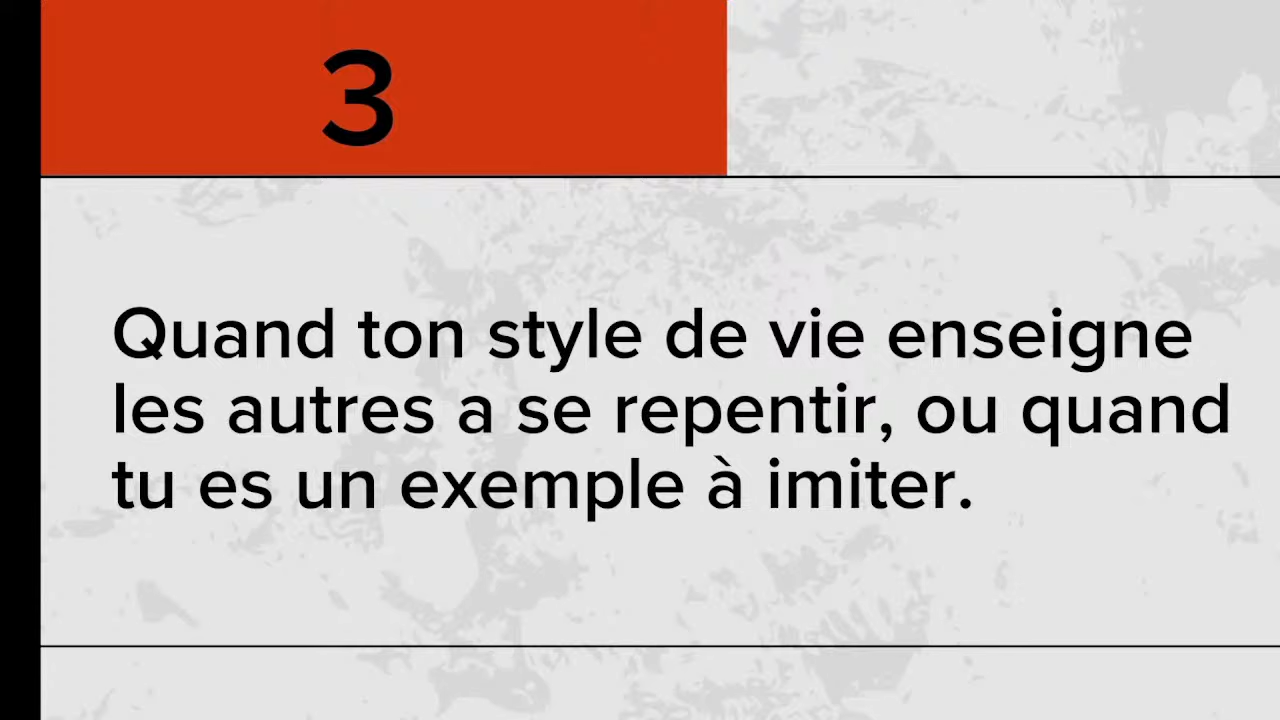 3
Quand ton style de vie enseigne
les autres a se repentir, ou quand
tu es un exemple à imiter.